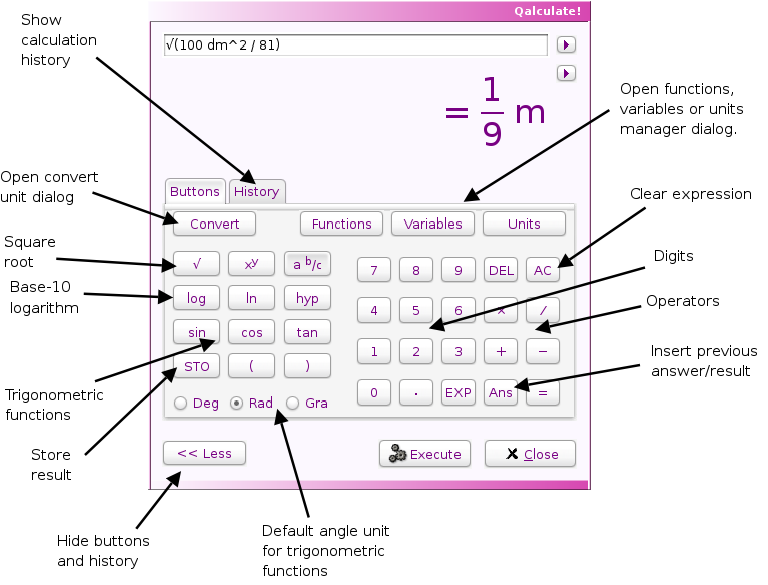 Qalculate!
Show
calculation
history
√(100 dm^2 / 81)
= 1/9 m
Open functions,
variables or units
manager dialog.
Open convert
unit dialog
Buttons
History
Clear expression
Convert
Functions
Variables
Units
Square
root
√
xy
a b/c
7
8
9
DEL
AC
Digits
Base-10
logarithm
log
ln
hyp
4
5
6
×
/
Operators
sin
cos
tan
1
2
3
+
−
Insert previous
answer/result
STO
(
)
0
.
EXP
Ans
=
Trigonometric
functions
Deg
Rad
Gra
Store
result
<< Less
Execute
Close
Hide buttons
and history
Default angle unit
for trigonometric
functions